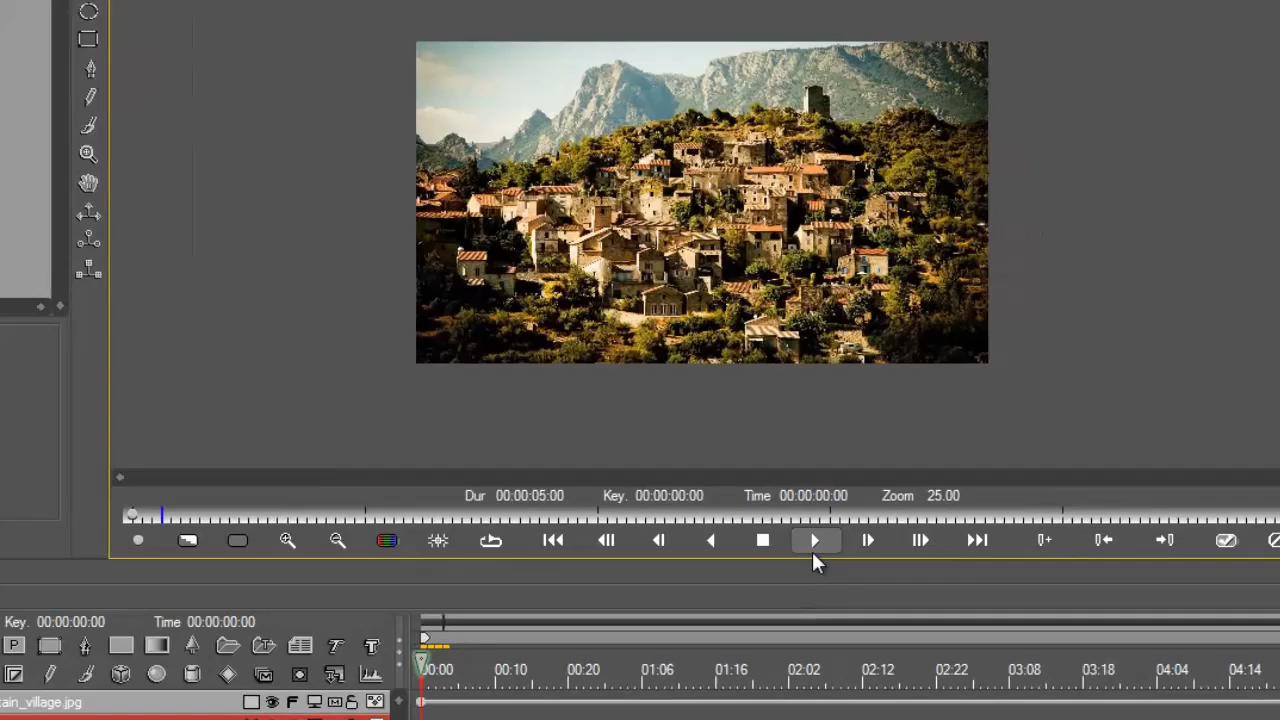 Dur 00:00:05:00 Key. 00:00:00:00 Time 00:00:00:00 Zoom 25.00
Key. 00:00:00:00 Time 00:00:00:00
P T T
00:00 00:10 00:20 01:06 01:16 02:02 02:12 02:22 03:08 03:18 04:04 04:14
ain_village.jpg F M